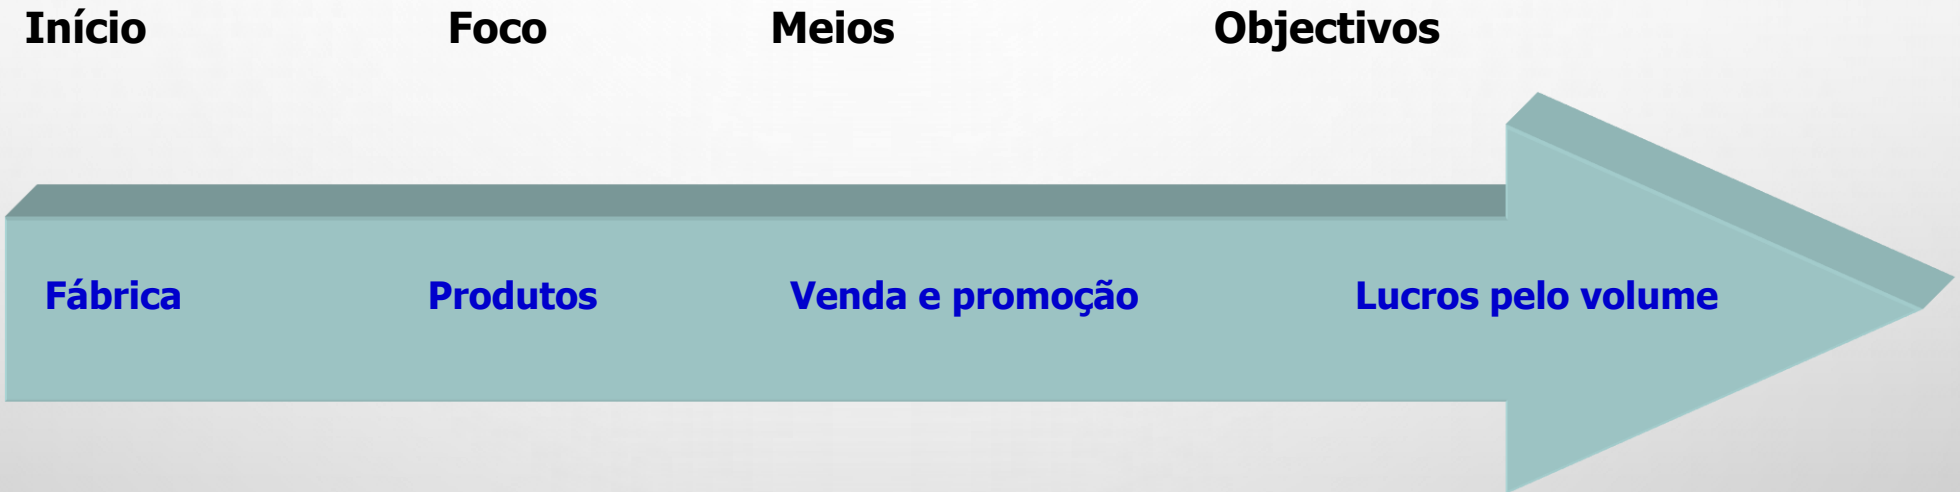 Início Foco Meios Objectivos
Fábrica Produtos Venda e promoção Lucros pelo volume